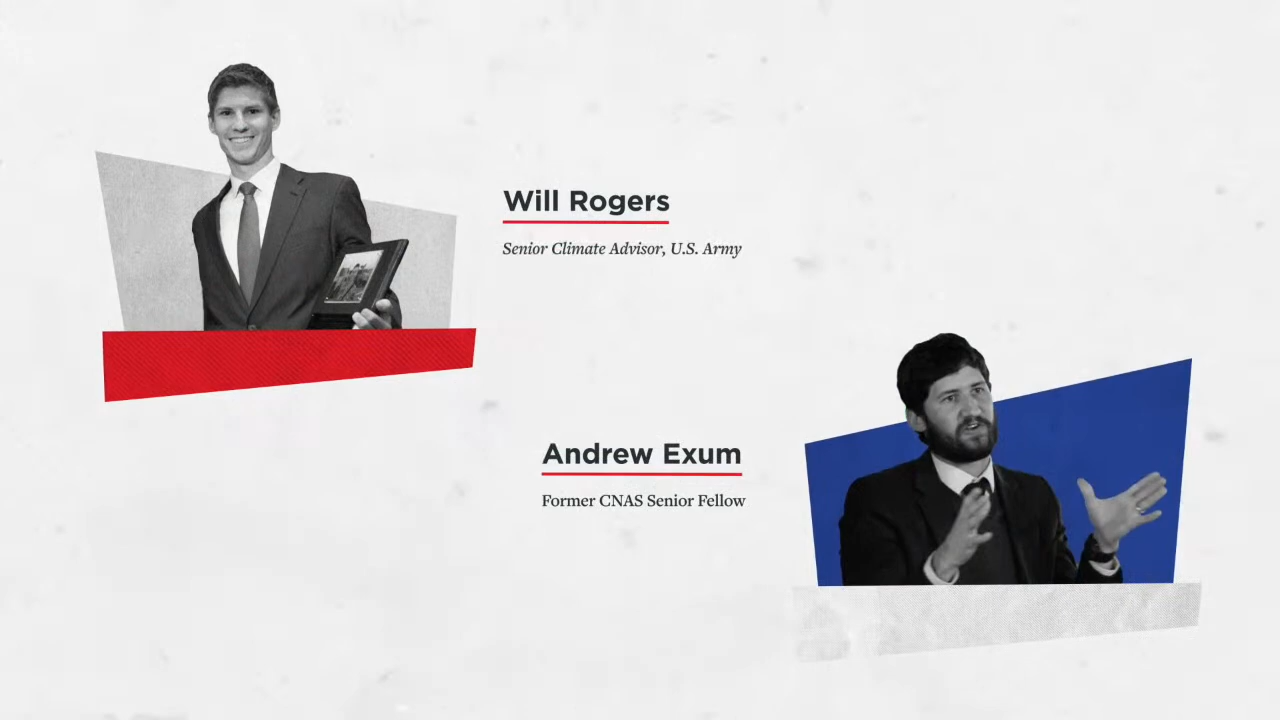 Will Rogers
Senior Climate Advisor, U.S. Army
Andrew Exum
Former CNAS Senior Fellow